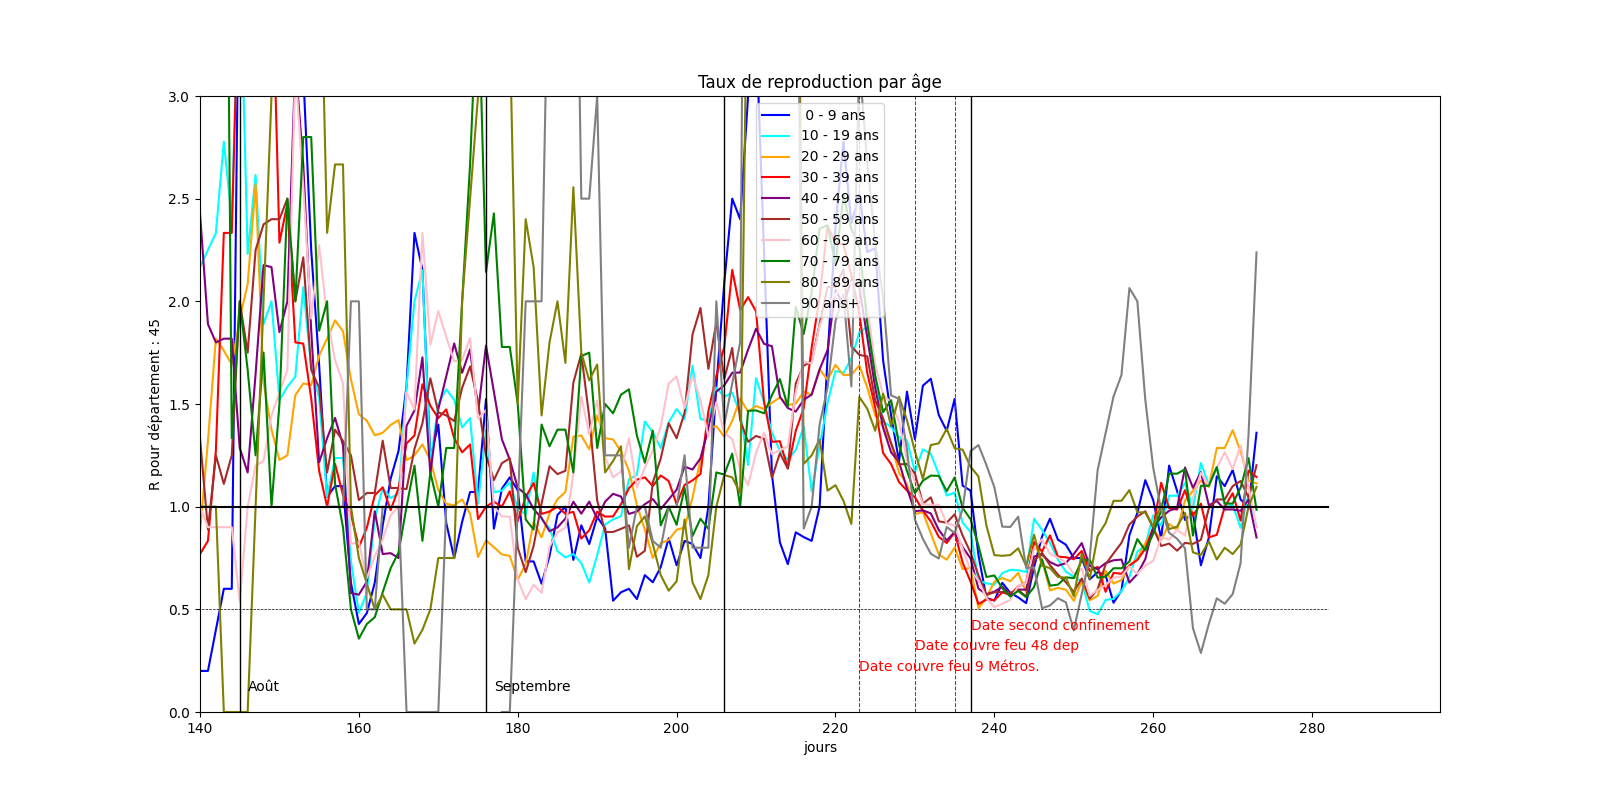 Taux de reproduction par âge
R pour département : 45
3.0
2.5
2.0
1.5
1.0
0.5
0.0
0 - 9 ans
10 - 19 ans
20 - 29 ans
30 - 39 ans
40 - 49 ans
50 - 59 ans
60 - 69 ans
70 - 79 ans
80 - 89 ans
90 ans+
Date second confinement
Date couvre feu 48 dep
Date couvre feu 9 Métros.
Août
Septembre
140 160 180 200 220 240 260 280
jours